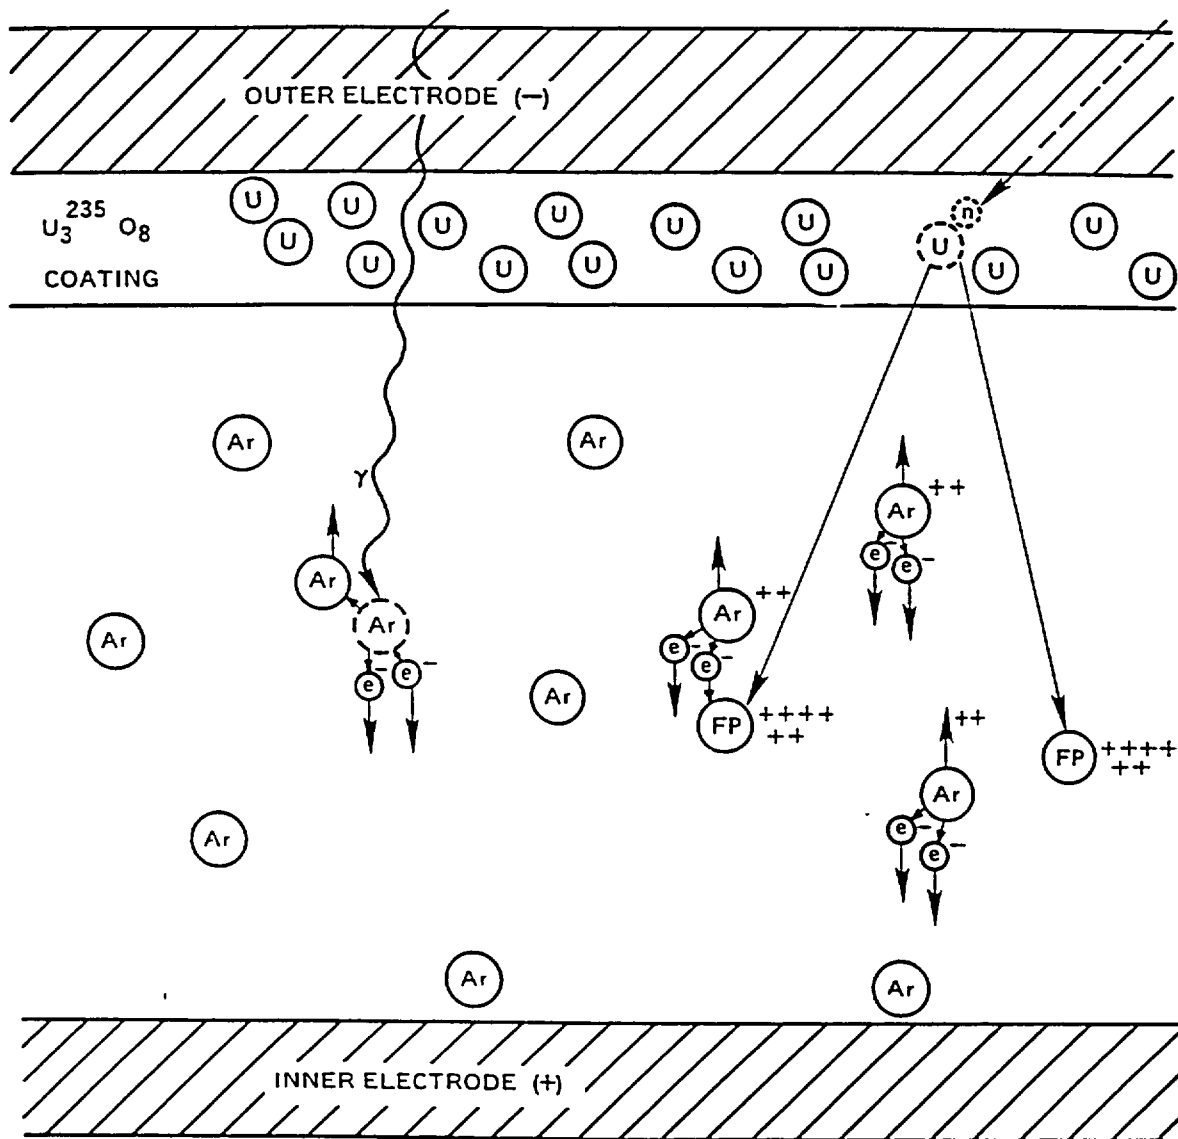 OUTER ELECTRODE (—)
U U U U U U U n
U₃²³⁵ O₈ U U U
COATING U U U U U U U
Ar Ar
γ Ar ++
Ar e⁻ e⁻
Ar ++
Ar Ar e⁻ e⁻
e⁻ e⁻
Ar FP ++++
++
++
FP ++++
++
Ar
Ar e⁻
e⁻
Ar Ar
INNER ELECTRODE (+)